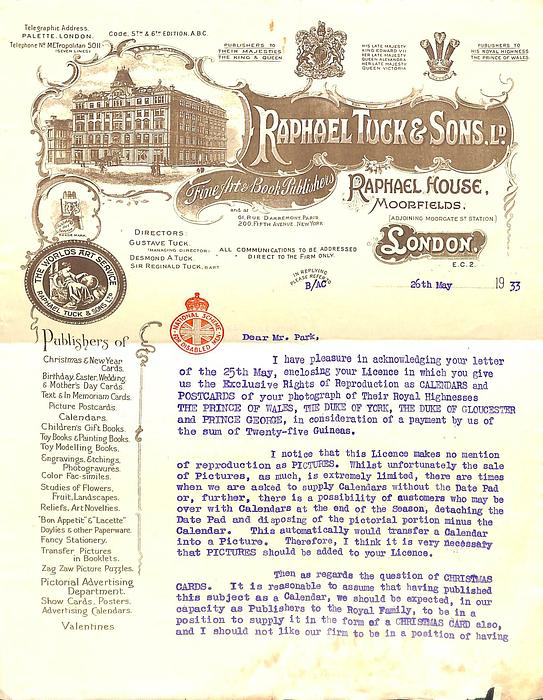 Telegraphic Address.
PALETTE, LONDON.
Telephone Nº METropolitan 5011
(SEVEN LINES)
Code, 5TH & 6TH EDITION, A.B.C.
PUBLISHERS TO
THEIR MAJESTIES
THE KING & QUEEN
HIS LATE MAJESTY
KING EDWARD VII
HER LATE MAJESTY
QUEEN ALEXANDRA
HER LATE MAJESTY
QUEEN VICTORIA
PUBLISHERS TO
HIS ROYAL HIGHNESS
THE PRINCE OF WALES
RAPHAEL TUCK & SONS, LD.
Fine Art & Book Publishers
RAPHAEL HOUSE,
MOORFIELDS,
[ADJOINING MOORGATE ST STATION]
LONDON,
E.C. 2.
and at
61, RUE DAREMONT, PARIS.
200, FIFTH AVENUE, NEW YORK.
TRADE MARK
DIRECTORS:
GUSTAVE TUCK.
(MANAGING DIRECTOR)
DESMOND A TUCK.
SIR REGINALD TUCK, BART.
ALL COMMUNICATIONS TO BE ADDRESSED
DIRECT TO THE FIRM ONLY.
THE WORLDS ART SERVICE
RAPHAEL TUCK & SONS LTD
IN REPLYING
PLEASE REFER TO
B/AC
26th May 1933
NATIONAL SCHEME
FOR DISABLED MEN
Publishers of
Christmas & New Year
Cards.
Birthday, Easter, Wedding
& Mother's Day Cards.
Text & In Memoriam Cards.
Picture Postcards.
Calendars.
Children's Gift Books.
Toy Books & Painting Books.
Toy Modelling Books.
Engravings, Etchings,
Photogravures.
Color Fac-similes.
Studies of Flowers,
Fruit, Landscapes.
Reliefs, Art Novelties.
"Bon Appetit" & "Lacette"
Doylies & other Paperware.
Fancy Stationery.
Transfer Pictures
in Booklets.
Zag Zaw Picture Puzzles.
Pictorial Advertising
Department.
Show Cards, Posters.
Advertising Calendars.
Valentines
Dear Mr. Park,
I have pleasure in acknowledging your letter
of the 25th May, enclosing your Licence in which you give
us the Exclusive Rights of Reproduction as CALENDARS and
POSTCARDS of your photograph of Their Royal Highnesses
THE PRINCE OF WALES, THE DUKE OF YORK, THE DUKE OF GLOUCESTER
and PRINCE GEORGE, in consideration of a payment by us of
the sum of Twenty-five Guineas.
I notice that this Licence makes no mention
of reproduction as PICTURES. Whilst unfortunately the sale
of Pictures, as much, is extremely limited, there are times
when we are asked to supply Calendars without the Date Pad
or, further, there is a possibility of customers who may be
over with Calendars at the end of the Season, detaching the
Date Pad and disposing of the pictorial portion minus the
Calendar. This automatically would transfer a Calendar
into a Picture. Therefore, I think it is very necessary
that PICTURES should be added to your Licence.
Then as regards the question of CHRISTMAS
CARDS. It is reasonable to assume that having published
this subject as a Calendar, we should be expected, in our
capacity as Publishers to the Royal Family, to be in a
position to supply it in the form of a CHRISTMAS CARD also,
and I should not like our firm to be in a position of having